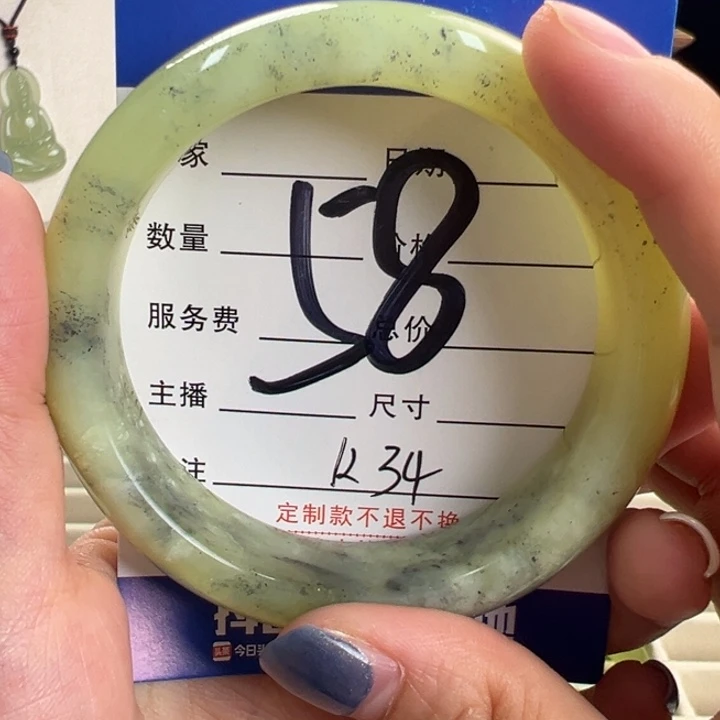 家 日期
数量 价格
服务费 总价
主播 尺寸
注 K34
58
定制款不退不换
今日头